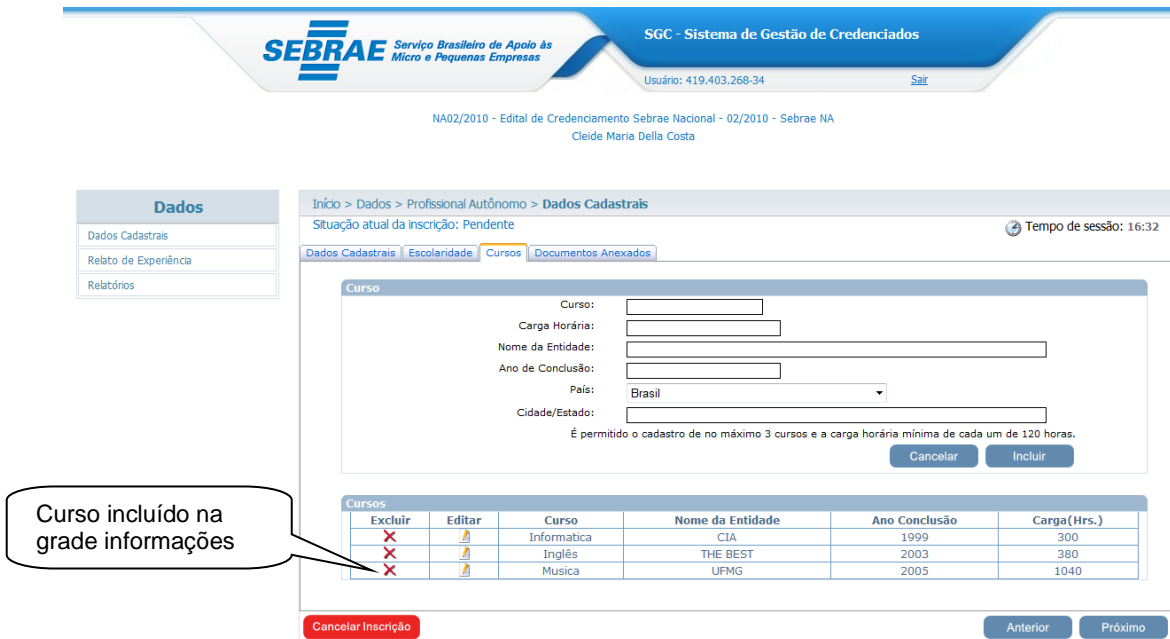 SEBRAE Serviço Brasileiro de Apoio às
Micro e Pequenas Empresas
SGC - Sistema de Gestão de Credenciados
Usuário: 419.403.268-34 Sair
NA02/2010 - Edital de Credenciamento Sebrae Nacional - 02/2010 - Sebrae NA
Cleide Maria Della Costa
Dados
Dados Cadastrais
Relato de Experiência
Relatórios
Início > Dados > Profissional Autônomo > Dados Cadastrais
Situação atual da inscrição: Pendente
Tempo de sessão: 16:32
Dados Cadastrais Escolaridade Cursos Documentos Anexados
Curso
Curso:
Carga Horária:
Nome da Entidade:
Ano de Conclusão:
País: Brasil
Cidade/Estado:
É permitido o cadastro de no máximo 3 cursos e a carga horária mínima de cada um de 120 horas.
Cancelar Incluir
Curso incluído na
grade informações
Cursos
Excluir Editar Curso Nome da Entidade Ano Conclusão Carga(Hrs.)
Informatica CIA 1999 300
Inglês THE BEST 2003 380
Musica UFMG 2005 1040
Cancelar Inscrição Anterior Próximo